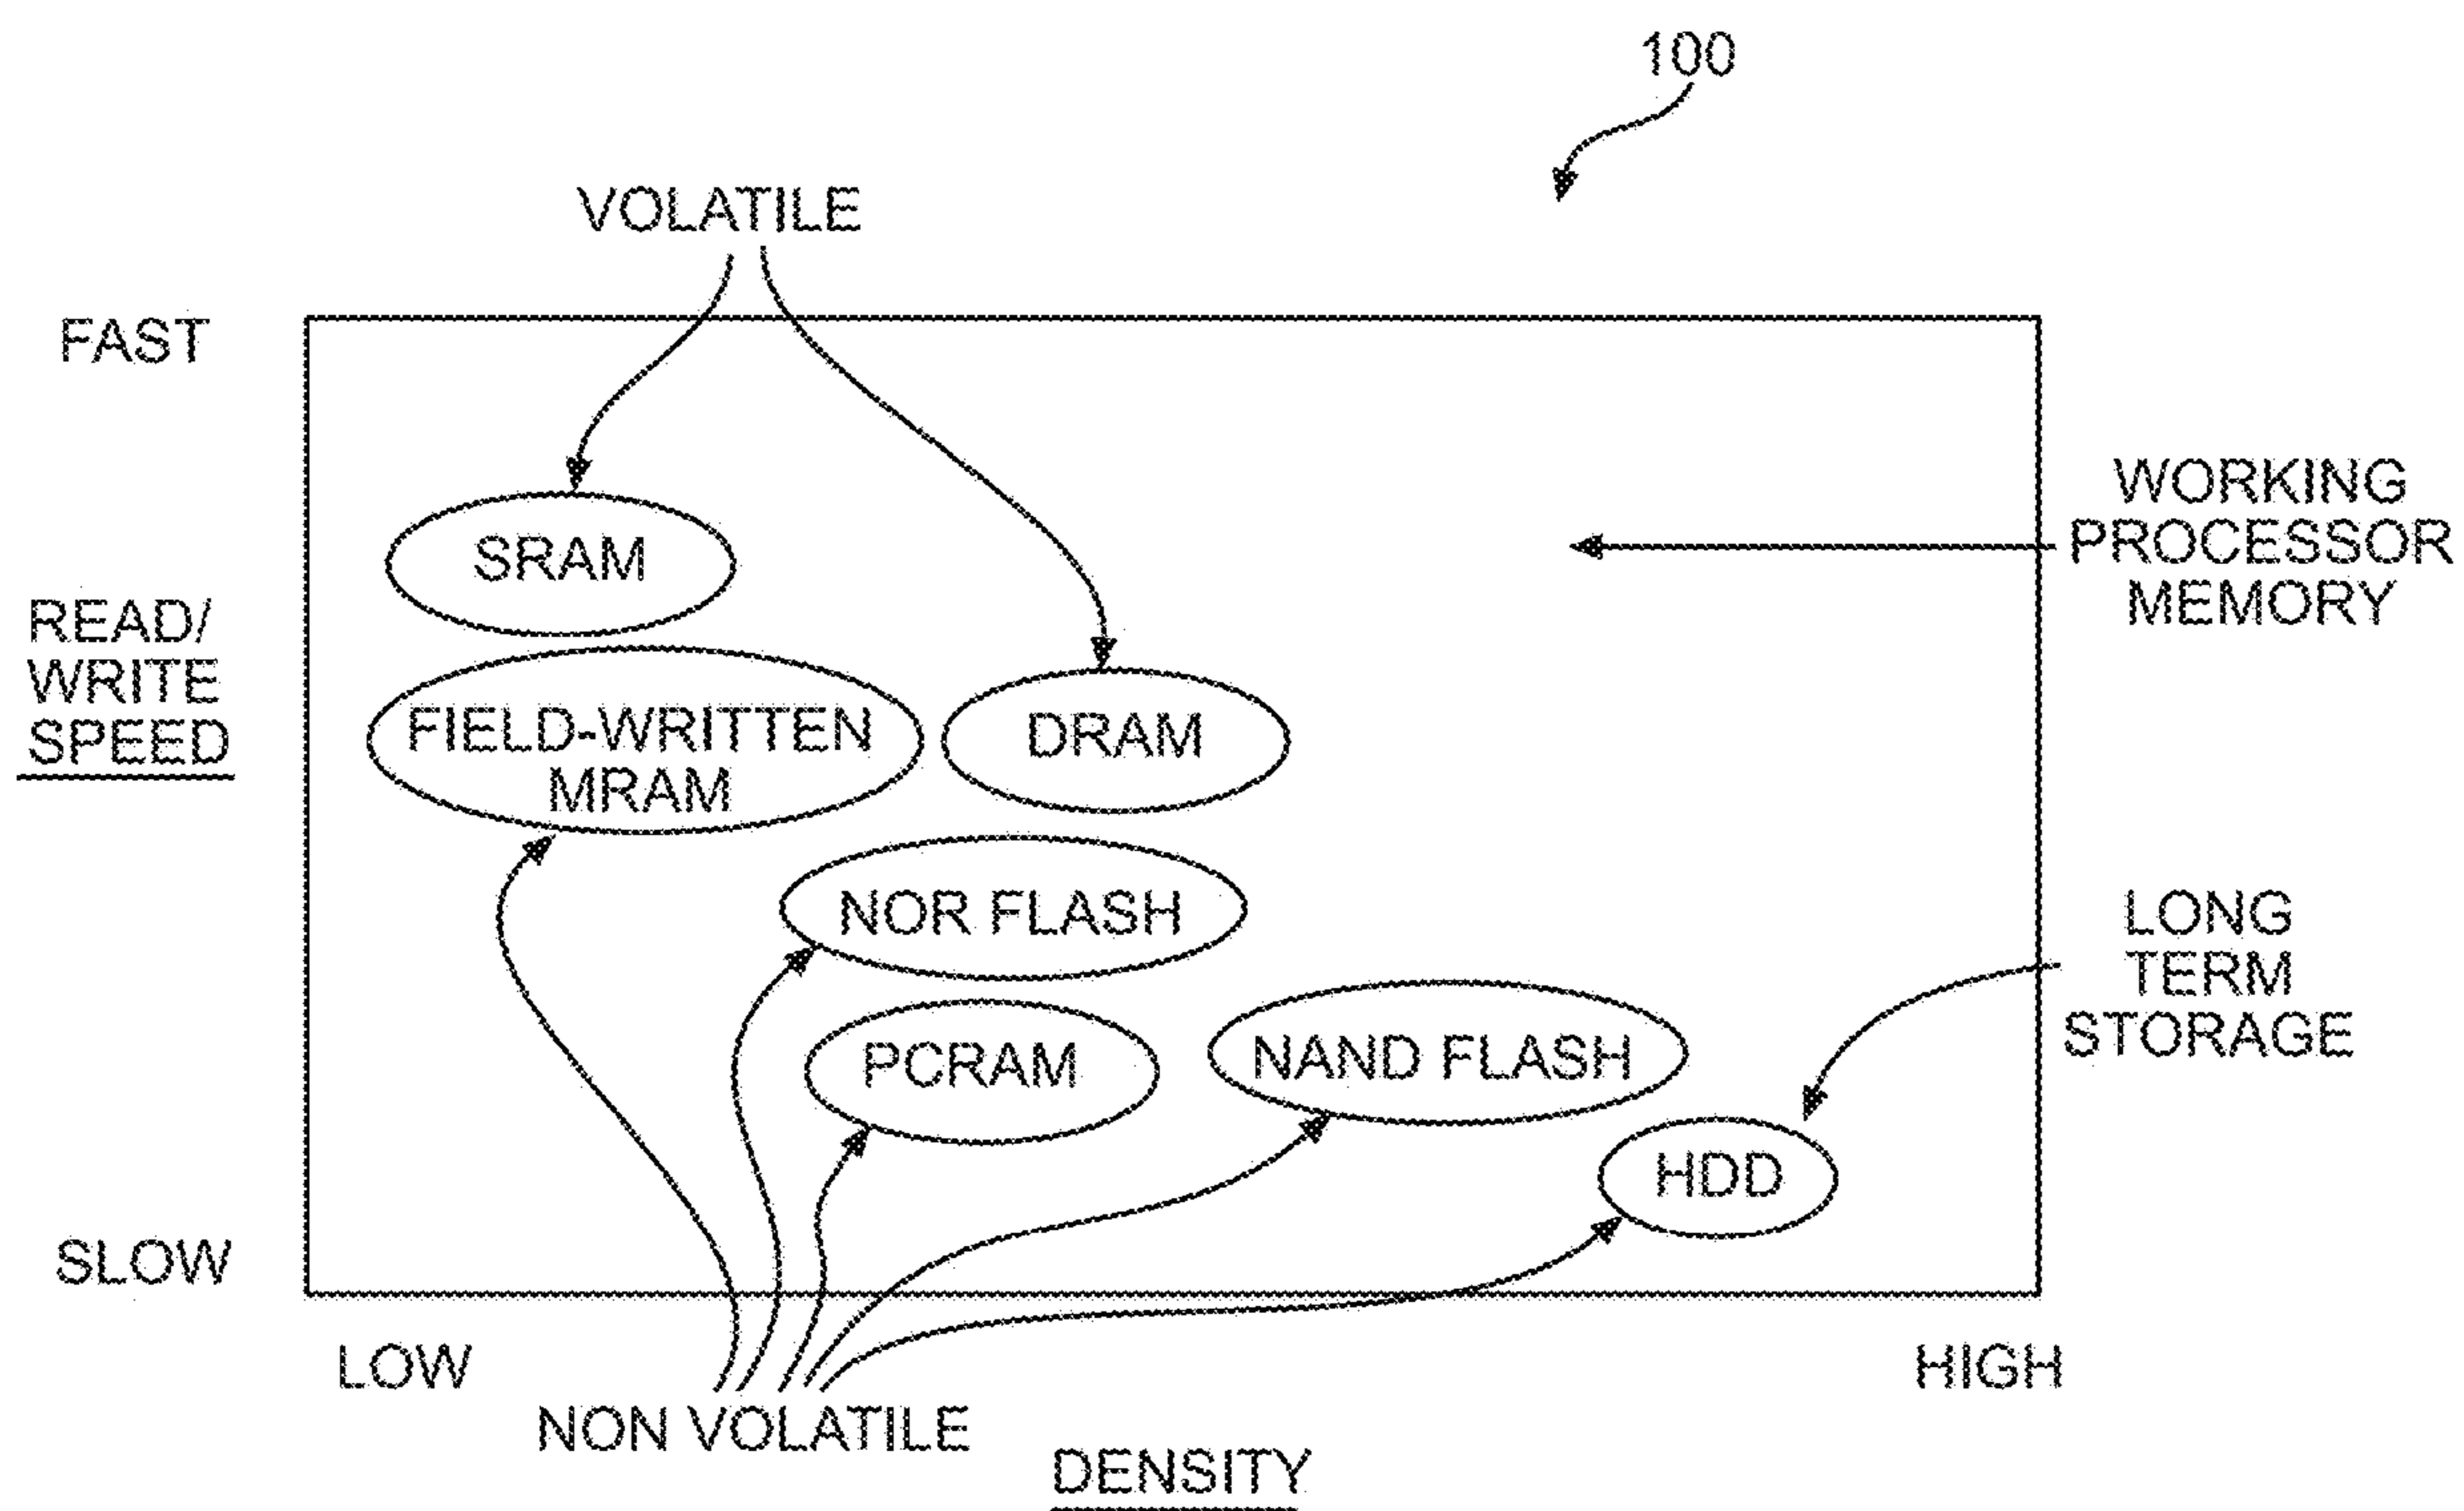 100
VOLATILE
FAST
WORKING
PROCESSOR
MEMORY
SRAM
READ/
WRITE
SPEED
FIELD-WRITTEN
MRAM
DRAM
NOR FLASH
LONG
TERM
STORAGE
PCRAM
NAND FLASH
HDD
SLOW
LOW
HIGH
NON VOLATILE
DENSITY